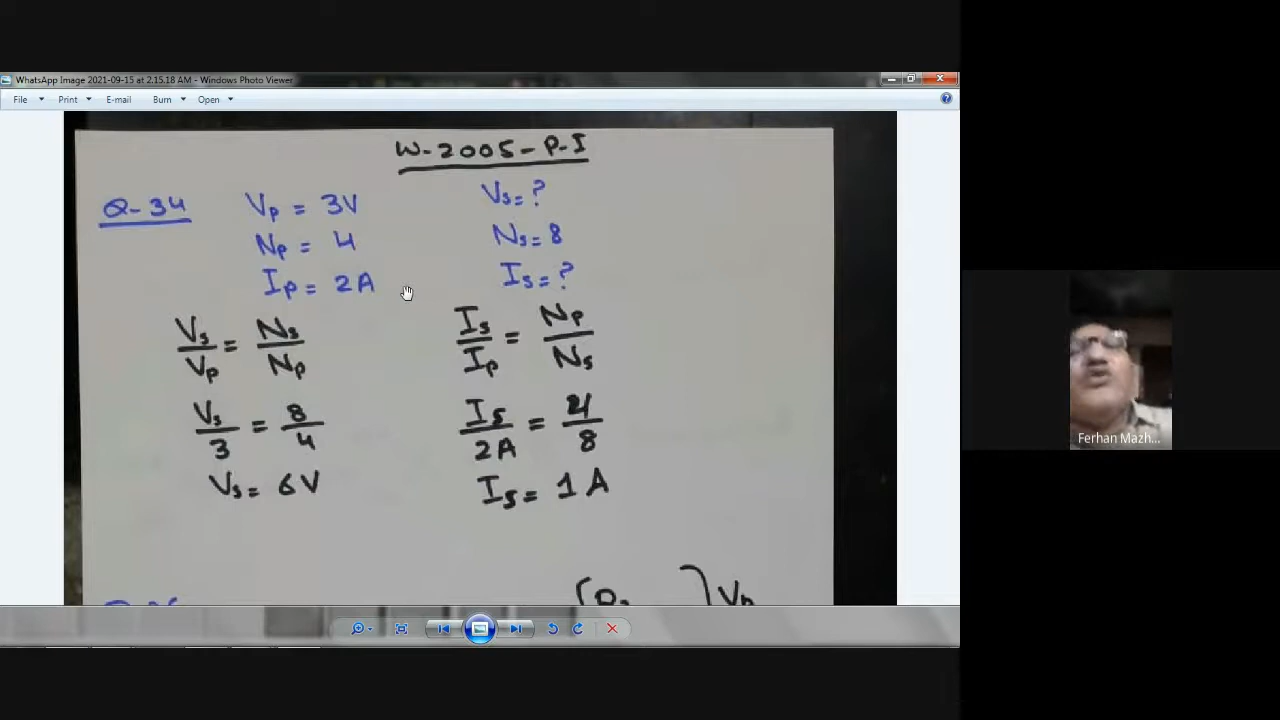 WhatsApp Image 2021-09-15 at 2.15.18 AM - Windows Photo Viewer
File Print E-mail Burn Open
W-2005-P-I
Q-34 Vp = 3V Vs = ?
Np = 4 Ns = 8
Ip = 2A Is = ?
Vs/Vp = Ns/Np Is/Ip = Np/Ns
Vs/3 = 8/4 Is/2A = 4/8
Vs = 6V Is = 1A
Vp
Ferhan Mazh...